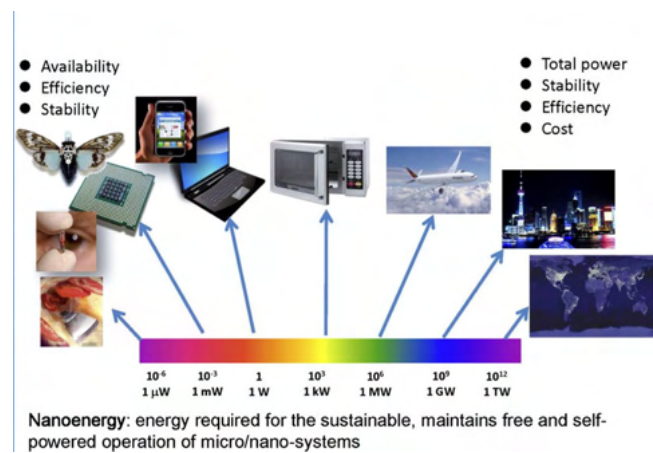 ● Availability
● Efficiency
● Stability
● Total power
● Stability
● Efficiency
● Cost
10⁻⁶ 10⁻³ 1 10³ 10⁶ 10⁹ 10¹²
1 μW 1 mW 1 W 1 kW 1 MW 1 GW 1 TW
Nanoenergy: energy required for the sustainable, maintains free and self-
powered operation of micro/nano-systems